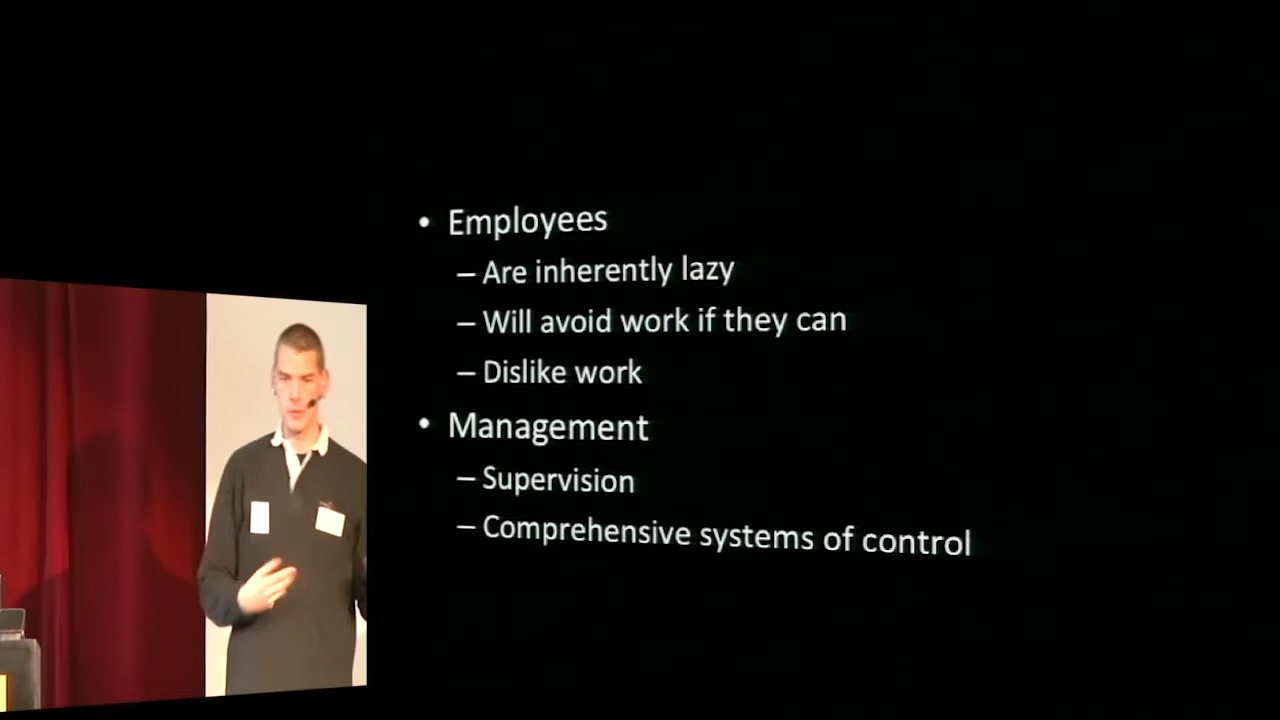 • Employees
– Are inherently lazy
– Will avoid work if they can
– Dislike work
• Management
– Supervision
– Comprehensive systems of control